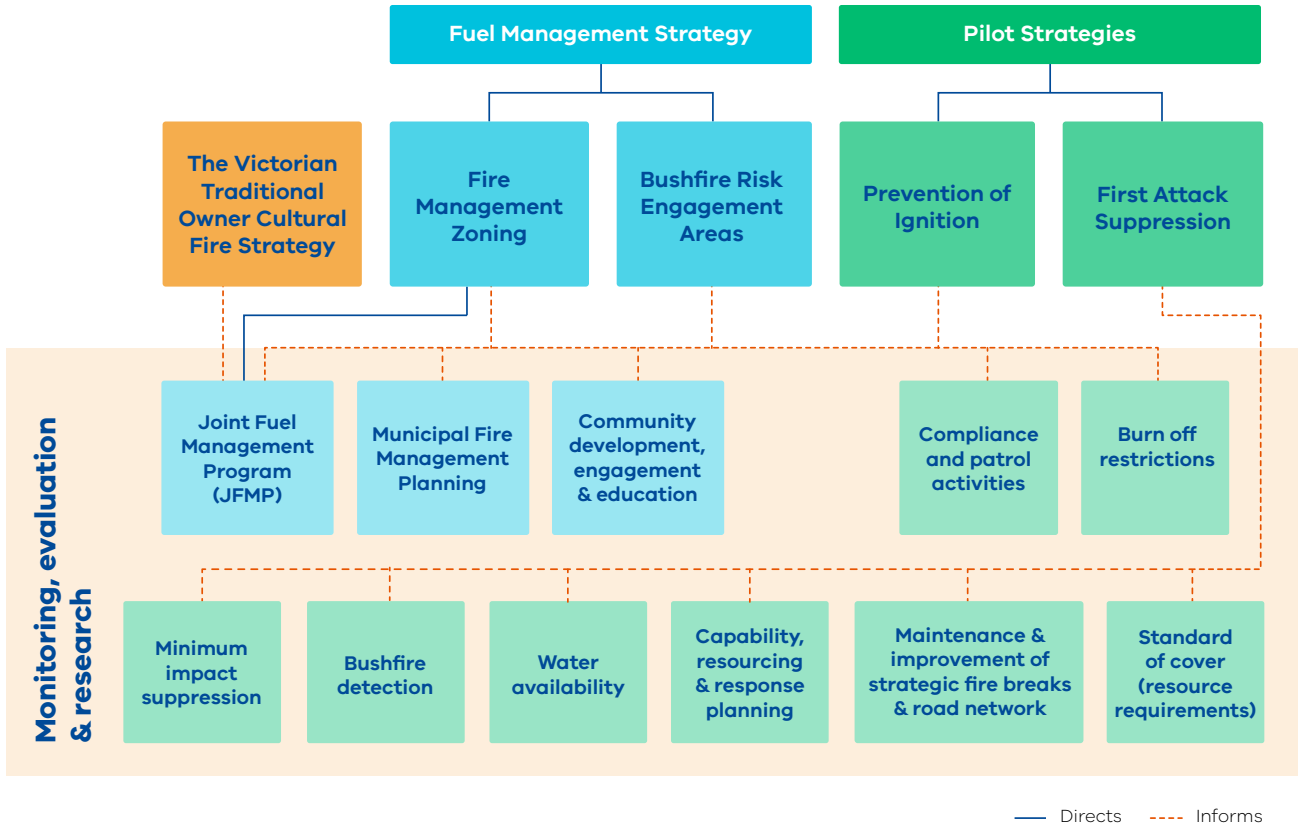 Fuel Management Strategy
Pilot Strategies
The Victorian
Traditional
Owner Cultural
Fire Strategy
Fire
Management
Zoning
Bushfire Risk
Engagement
Areas
Prevention of
Ignition
First Attack
Suppression
Monitoring, evaluation
& research
Joint Fuel
Management
Program
(JFMP)
Municipal Fire
Management
Planning
Community
development,
engagement
& education
Compliance
and patrol
activities
Burn off
restrictions
Minimum
impact
suppression
Bushfire
detection
Water
availability
Capability,
resourcing
& response
planning
Maintenance &
improvement of
strategic fire breaks
& road network
Standard
of cover
(resource
requirements)
Directs
Informs